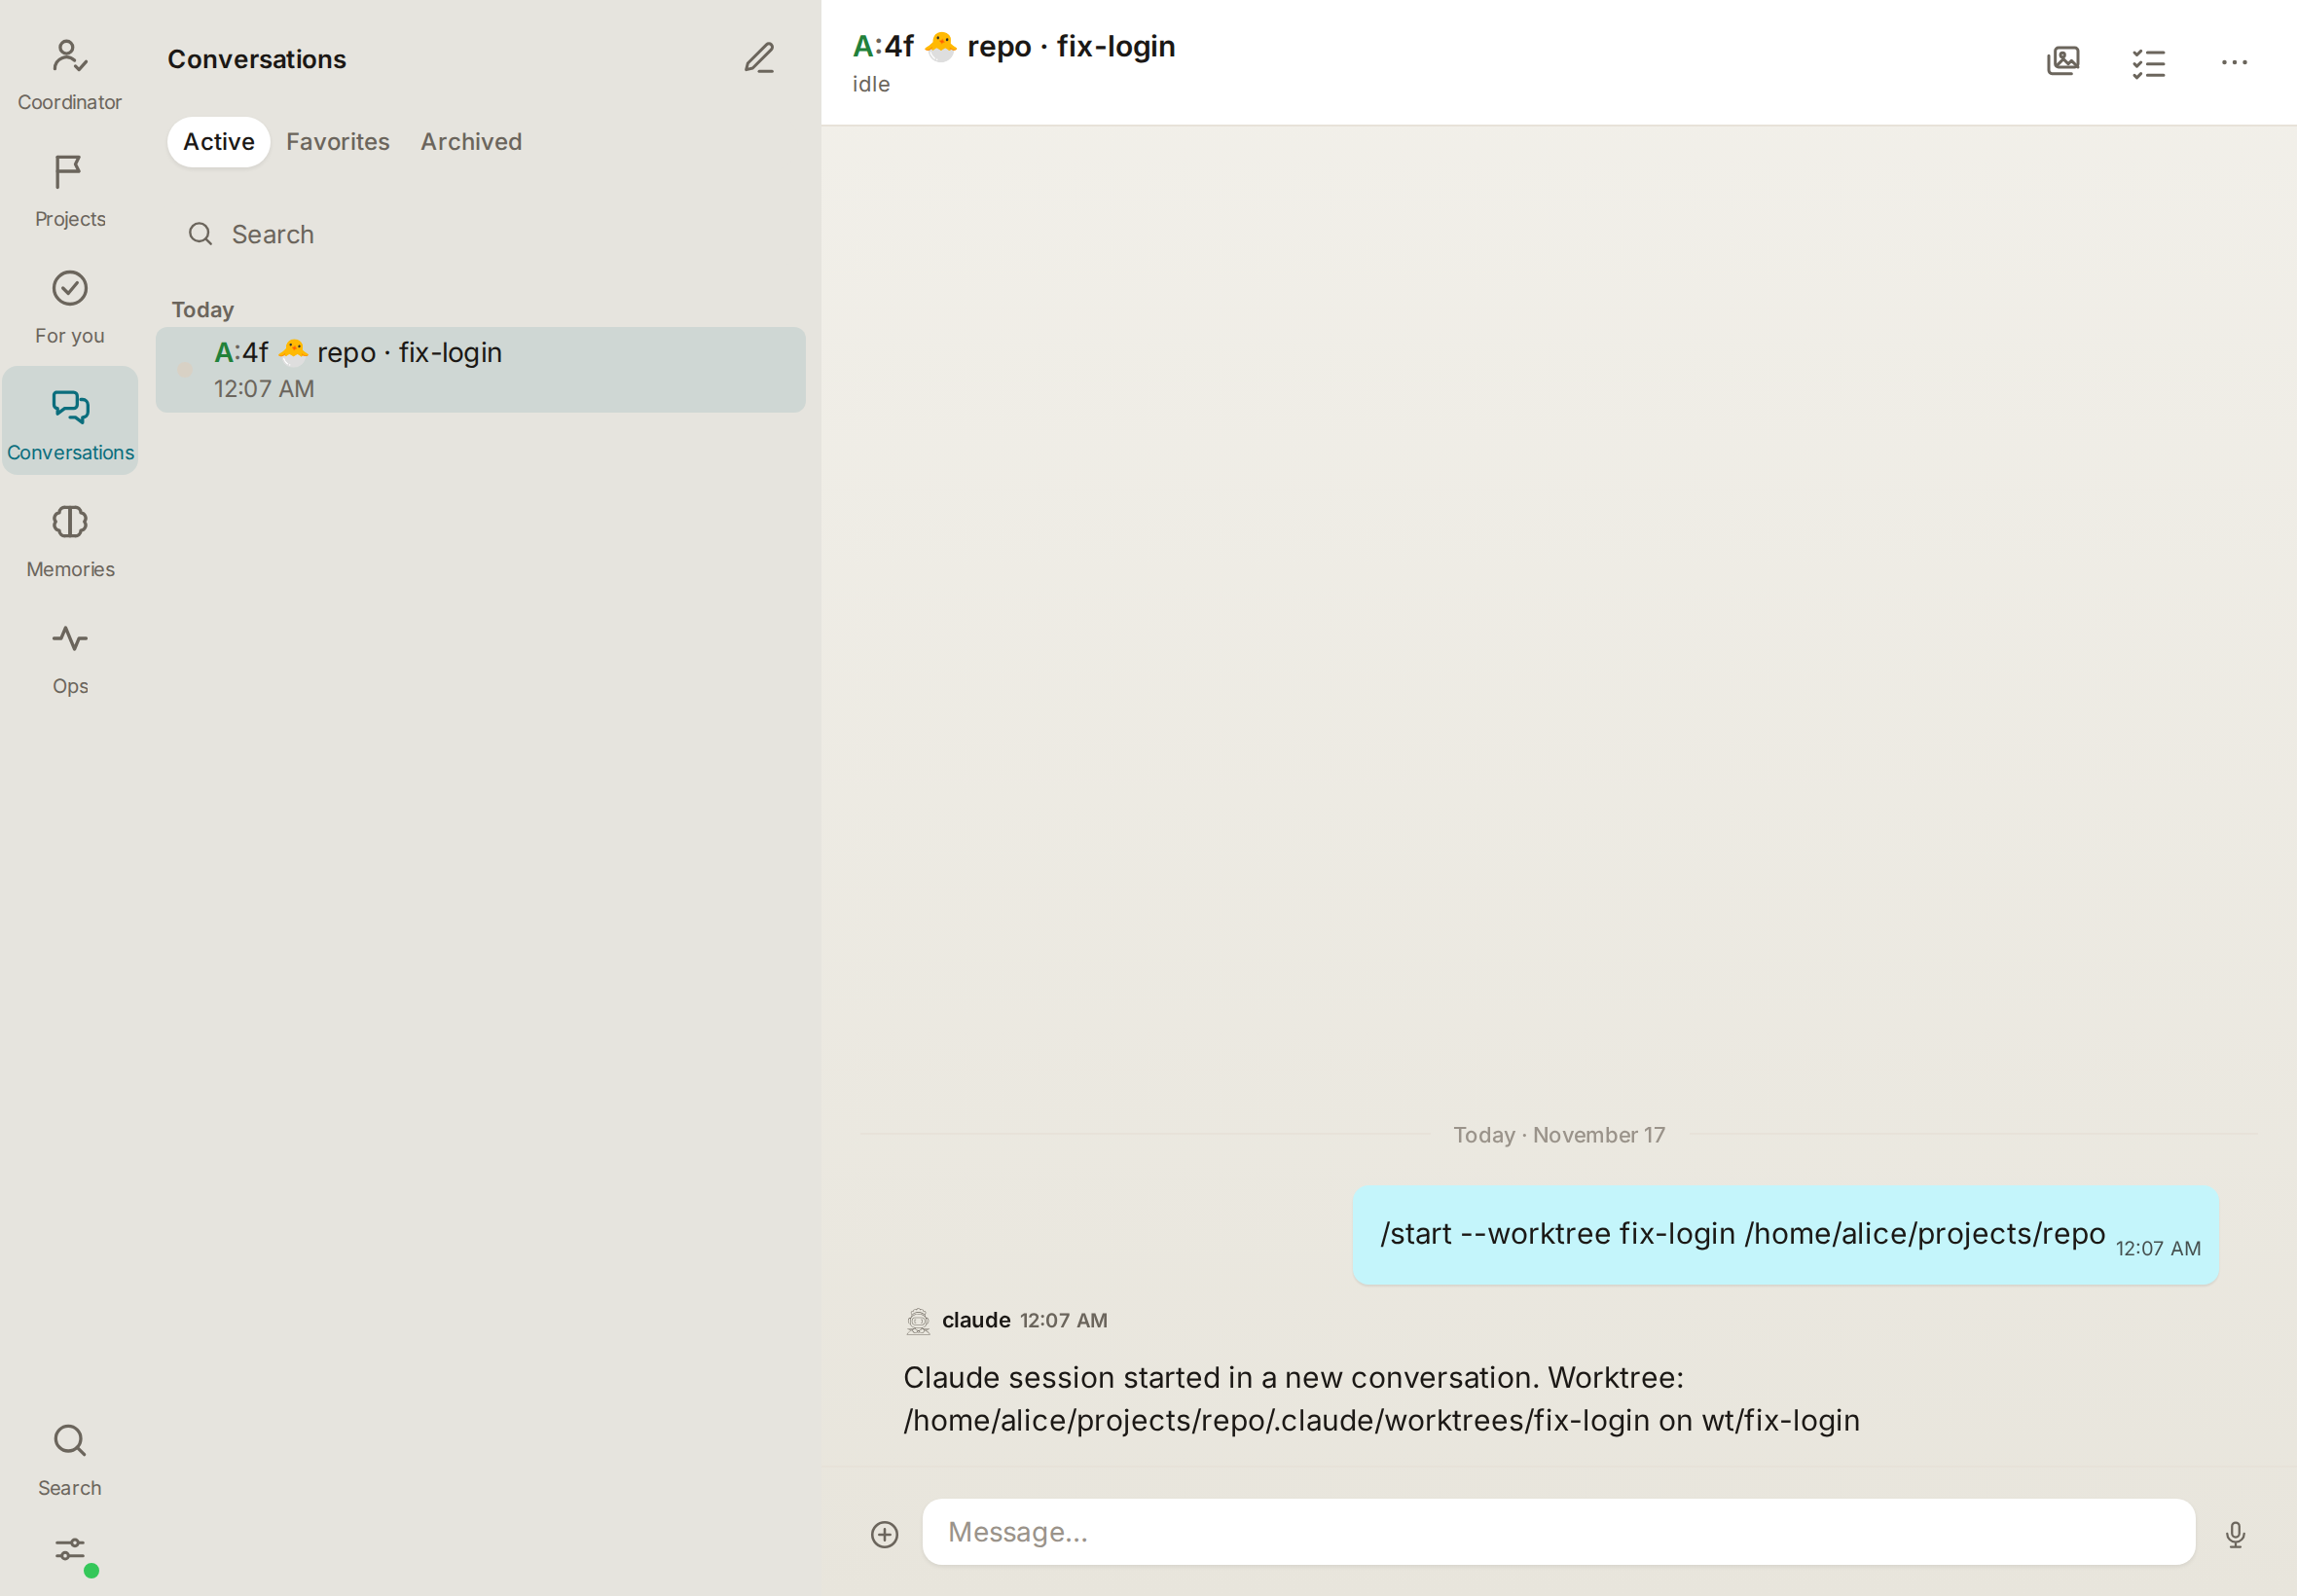 Coordinator
Projects
For you
Conversations
Memories
Ops
Search
Conversations
Active Favorites Archived
Search
Today
A:4f 🐣 repo · fix-login
12:07 AM
A:4f 🐣 repo · fix-login
idle
Today · November 17
/start --worktree fix-login /home/alice/projects/repo 12:07 AM
claude 12:07 AM
Claude session started in a new conversation. Worktree:
/home/alice/projects/repo/.claude/worktrees/fix-login on wt/fix-login
Message...